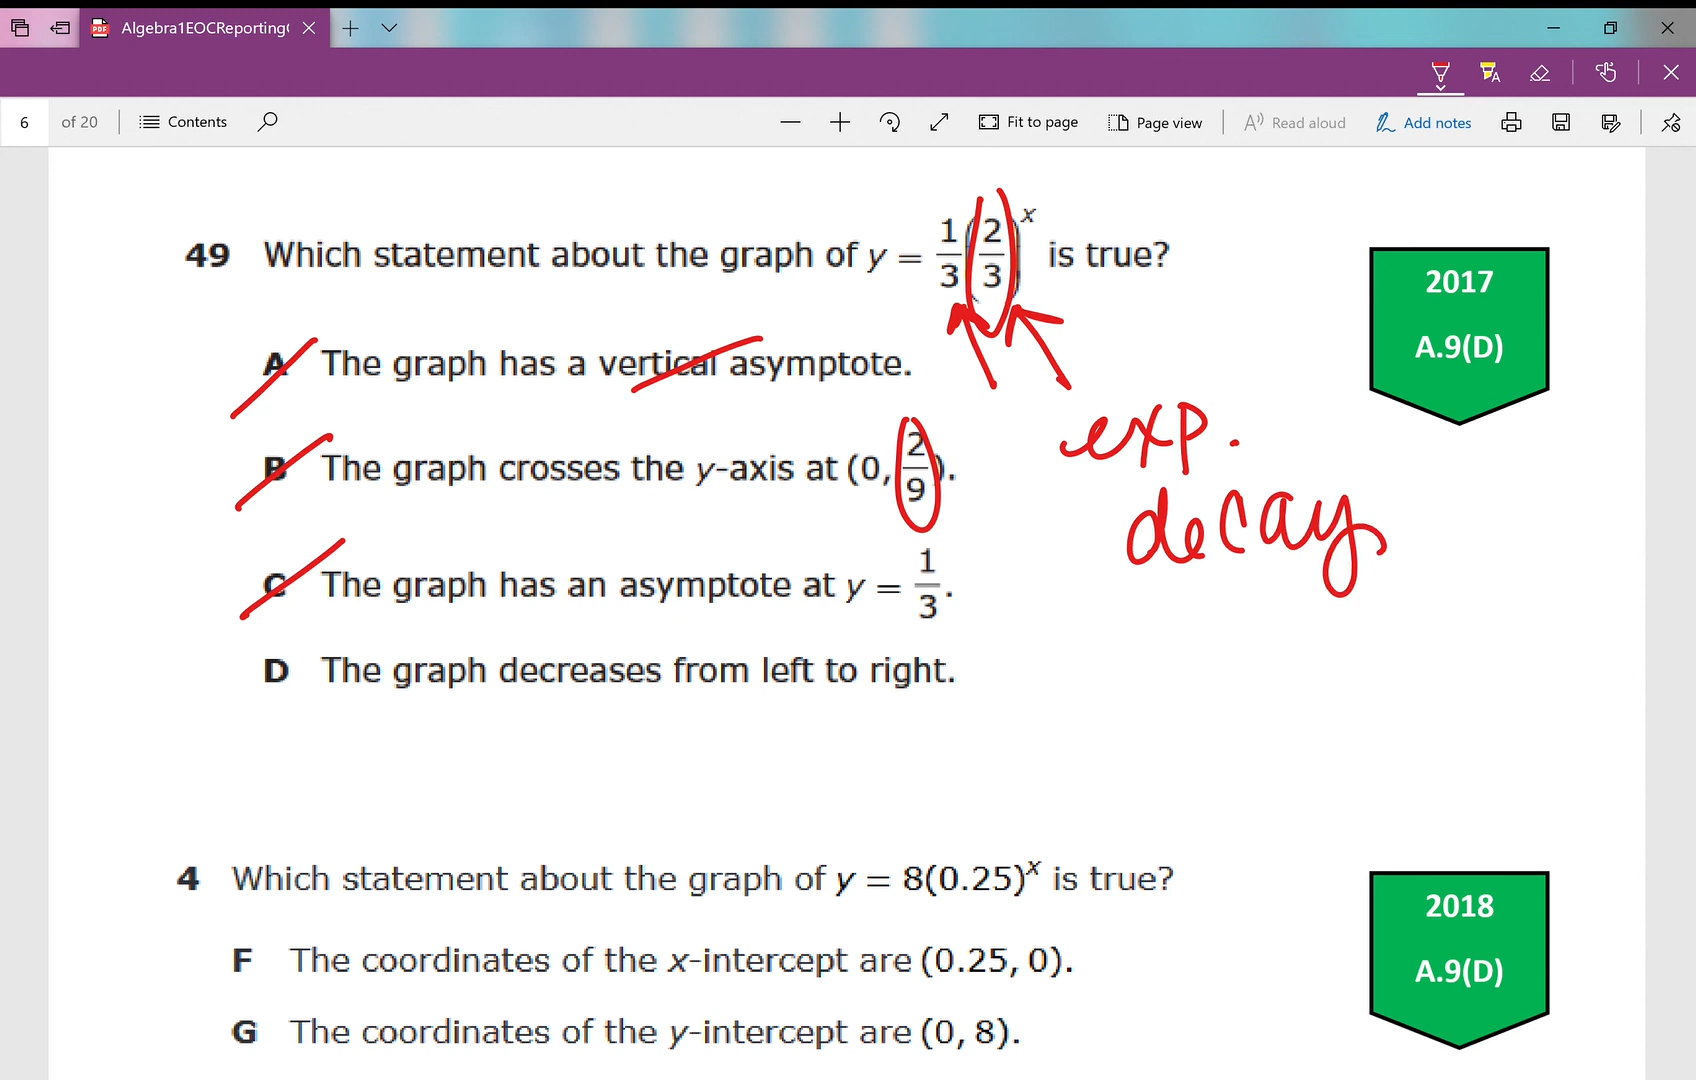 Algebra1EOCReporting(
6 of 20 Contents Fit to page Page view Read aloud Add notes
49 Which statement about the graph of y = 1/3(2/3)^x is true?
2017
A.9(D)
A The graph has a vertical asymptote.
exp.
B The graph crosses the y-axis at (0, 2/9).
decay
C The graph has an asymptote at y = 1/3.
D The graph decreases from left to right.
4 Which statement about the graph of y = 8(0.25)^x is true?
2018
A.9(D)
F The coordinates of the x-intercept are (0.25, 0).
G The coordinates of the y-intercept are (0, 8).